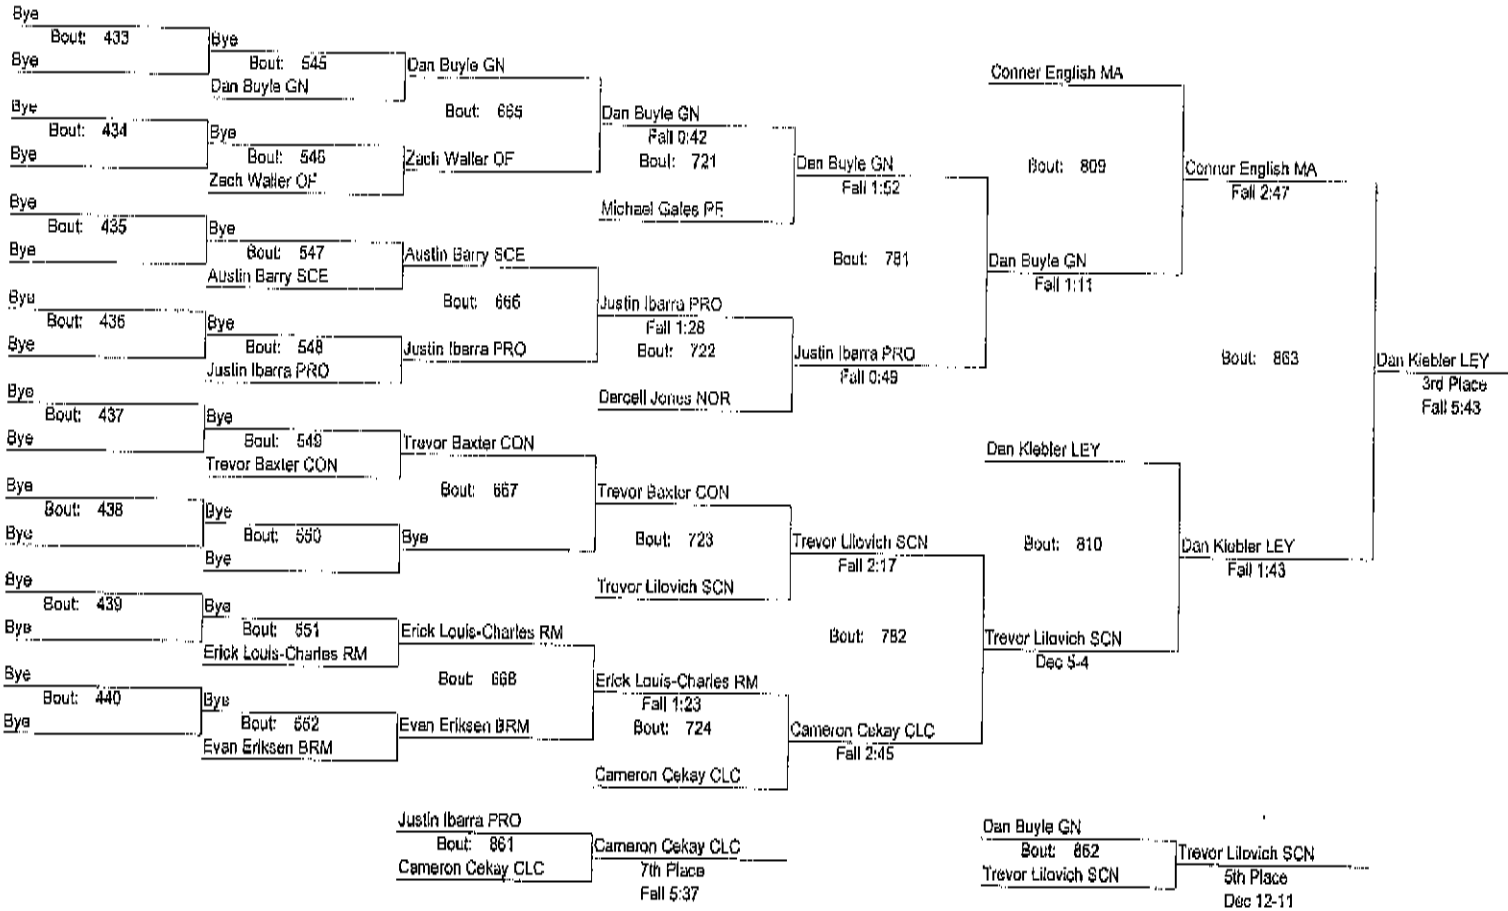 Bye
Bout: 433
Bye
Bye
Bout: 434
Bye
Bye
Bout: 435
Bye
Bye
Bout: 436
Bye
Bye
Bout: 437
Bye
Bye
Bout: 438
Bye
Bye
Bout: 439
Bye
Bye
Bout: 440
Bye
Bye
Bout: 545
Dan Buyle GN
Bye
Bout: 546
Zach Waller OF
Bye
Bout: 547
Austin Barry SCE
Bye
Bout: 548
Justin Ibarra PRO
Bye
Bout: 549
Trevor Baxter CON
Bye
Bout: 550
Bye
Bye
Bout: 551
Erick Louis-Charles RM
Bye
Bout: 552
Evan Eriksen BRM
Dan Buyle GN
Bout: 665
Zach Waller OF
Austin Barry SCE
Bout: 666
Justin Ibarra PRO
Trevor Baxter CON
Bout: 667
Bye
Erick Louis-Charles RM
Bout: 668
Evan Eriksen BRM
Dan Buyle GN
Fall 0:42
Bout: 721
Michael Gales PR
Justin Ibarra PRO
Fall 1:28
Bout: 722
Darcell Jones NOR
Trevor Baxter CON
Bout: 723
Trevor Lilovich SCN
Erick Louis-Charles RM
Fall 1:23
Bout: 724
Cameron Cekay CLC
Dan Buyle GN
Fall 1:52
Bout: 781
Justin Ibarra PRO
Fall 0:49
Trevor Lilovich SCN
Fall 2:17
Bout: 782
Cameron Cekay CLC
Fall 2:45
Conner English MA
Bout: 809
Dan Buyle GN
Fall 1:11
Dan Kiebler LEY
Bout: 810
Trevor Lilovich SCN
Dec 5-4
Conner English MA
Fall 2:47
Bout: 863
Dan Kiebler LEY
Fall 1:43
Dan Kiebler LEY
3rd Place
Fall 5:43
Justin Ibarra PRO
Bout: 861
Cameron Cekay CLC
Cameron Cekay CLC
7th Place
Fall 5:37
Dan Buyle GN
Bout: 862
Trevor Lilovich SCN
Trevor Lilovich SCN
5th Place
Dec 12-11